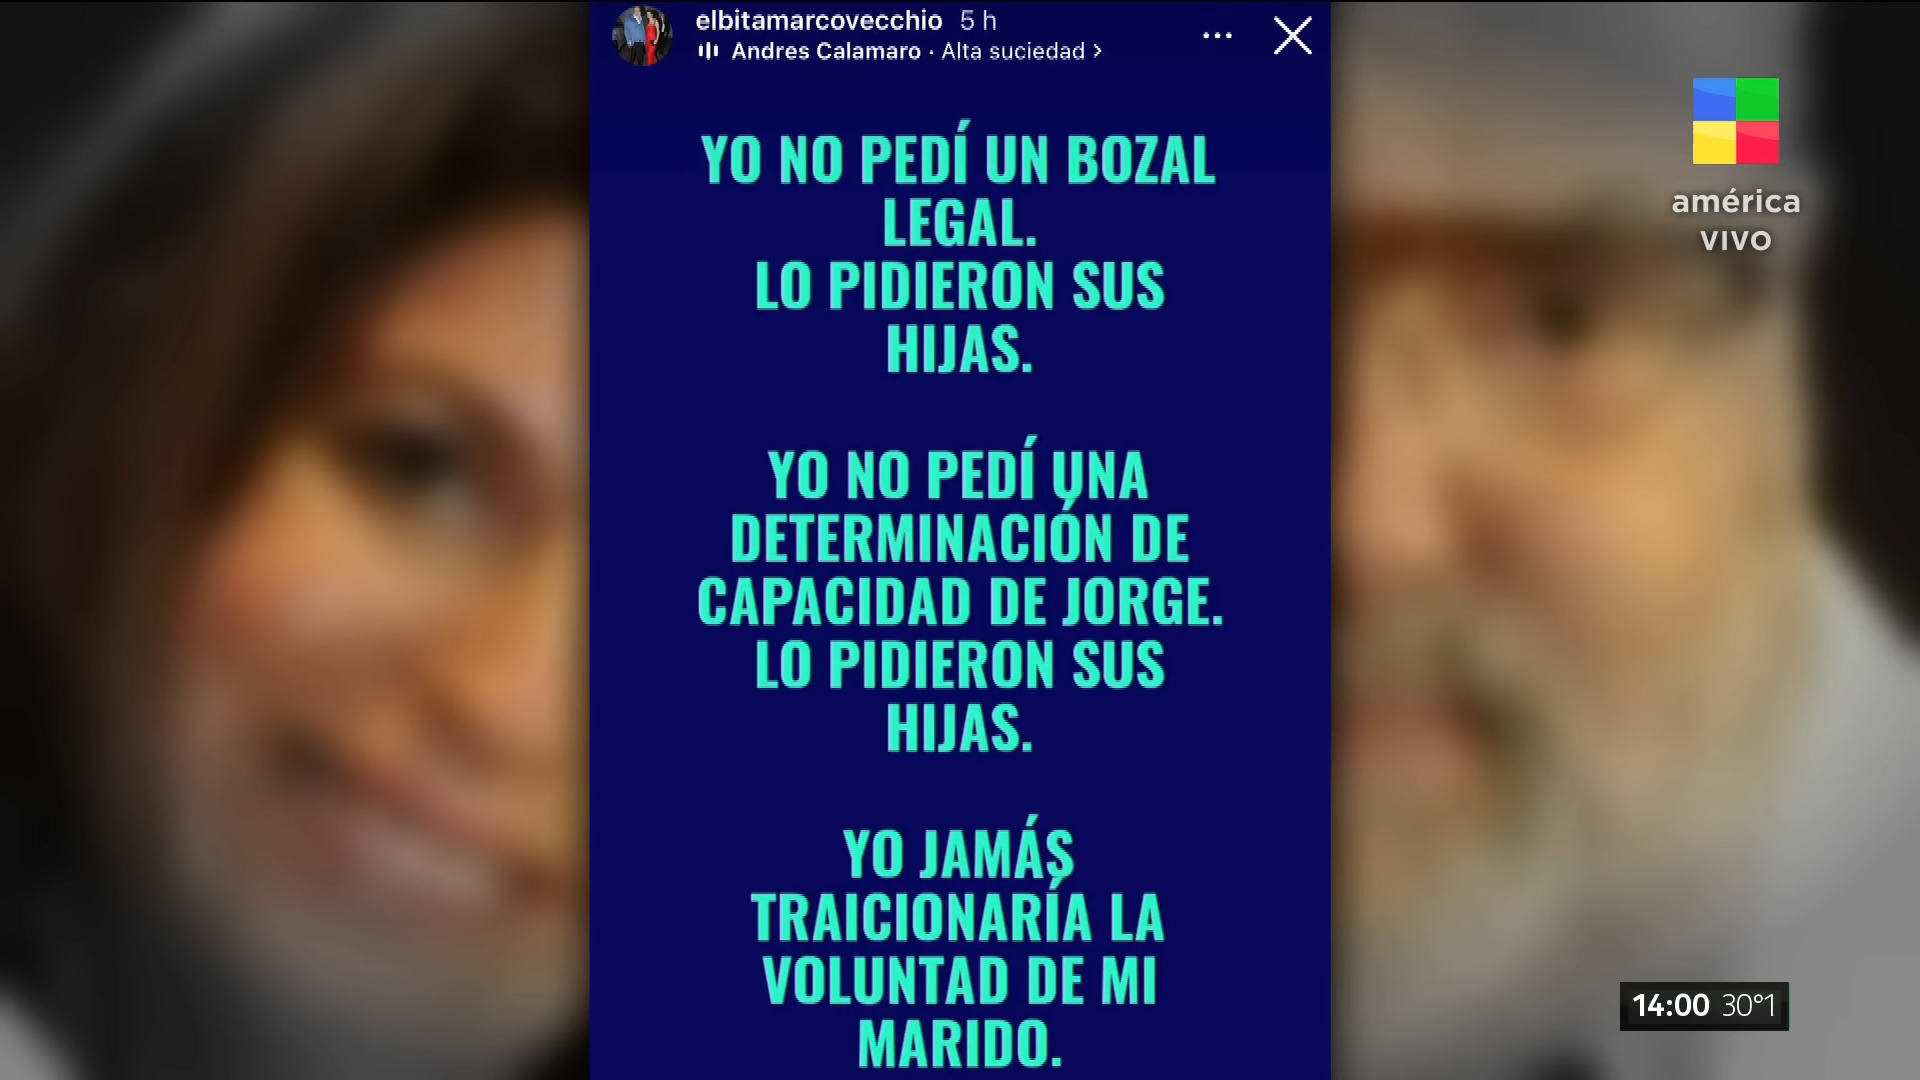 elbitamarcovecchio 5 h
Andres Calamaro · Alta suciedad >
YO NO PEDÍ UN BOZAL
LEGAL.
LO PIDIERON SUS
HIJAS.
YO NO PEDÍ UNA
DETERMINACIÓN DE
CAPACIDAD DE JORGE.
LO PIDIERON SUS
HIJAS.
YO JAMÁS
TRAICIONARÍA LA
VOLUNTAD DE MI
MARIDO.
américa
VIVO
14:00 30°1